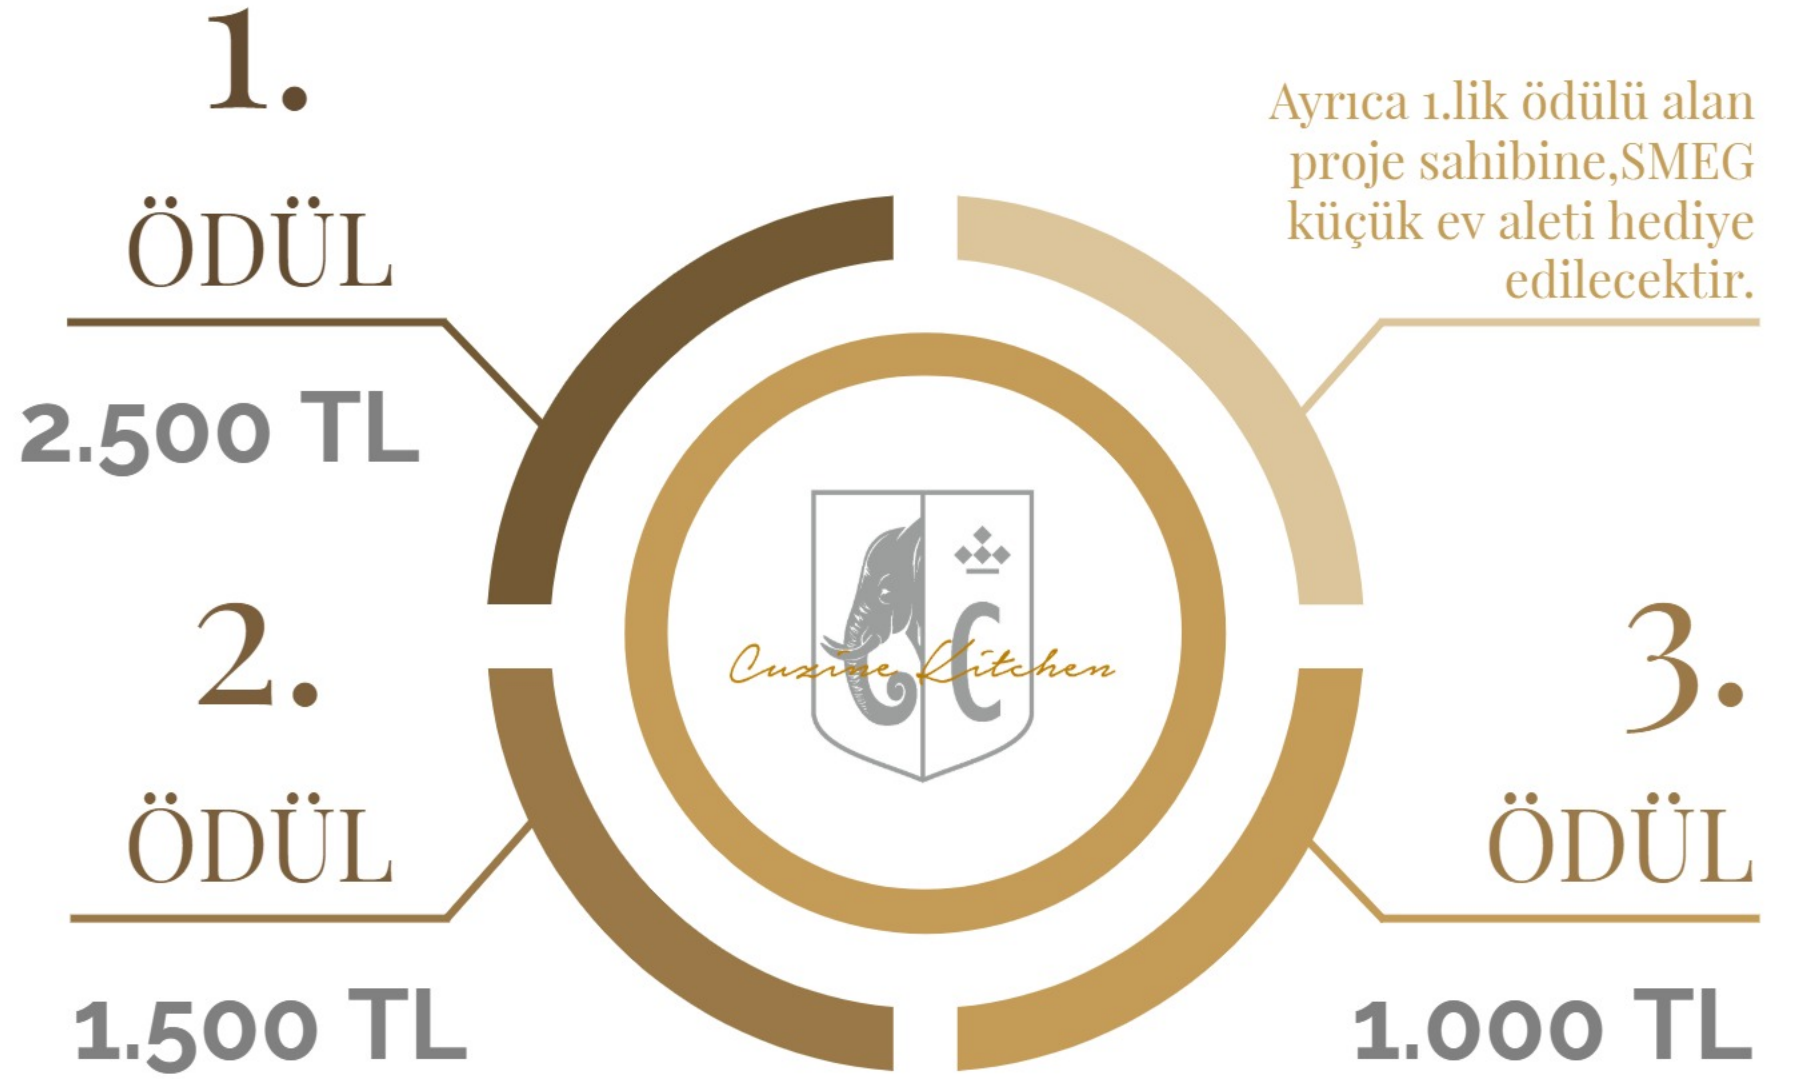 1.
ÖDÜL
2.500 TL
Ayrıca 1.lik ödülü alan
proje sahibine,SMEG
küçük ev aleti hediye
edilecektir.
C
Cuzine Kitchen
2.
ÖDÜL
1.500 TL
3.
ÖDÜL
1.000 TL